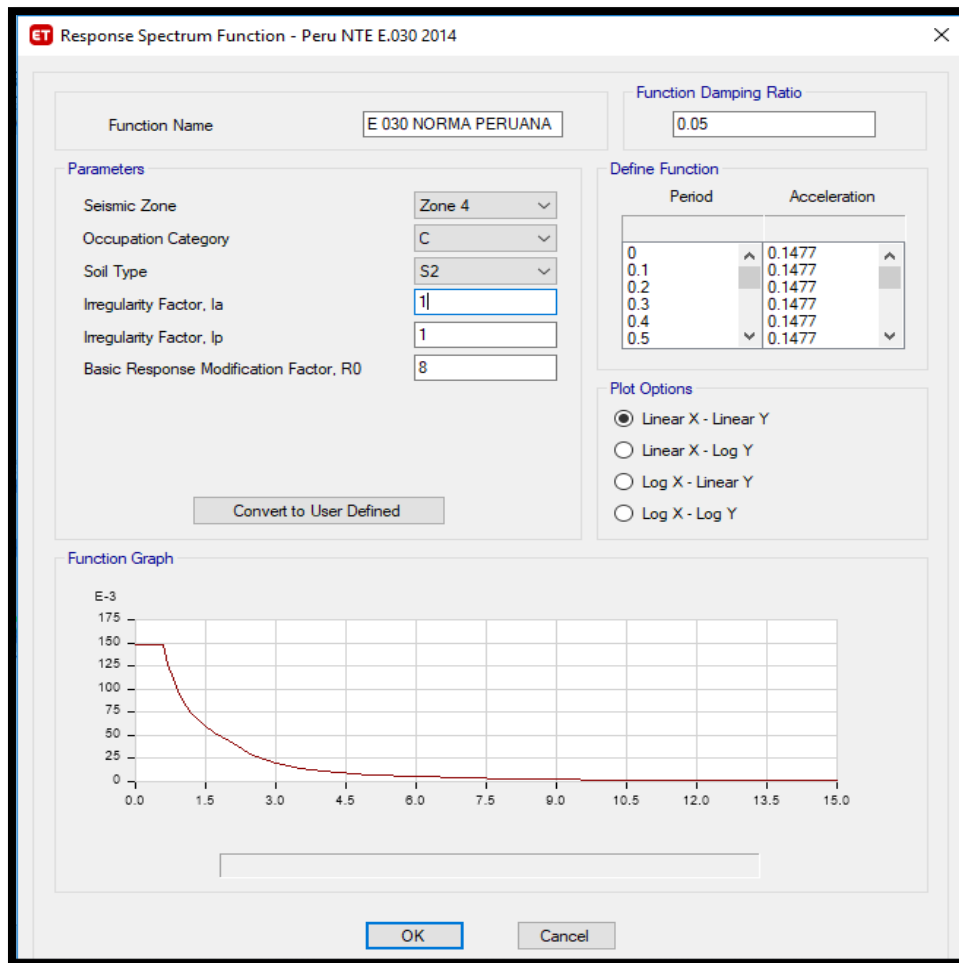 ET Response Spectrum Function - Peru NTE E.030 2014
Function Name E 030 NORMA PERUANA
Function Damping Ratio
0.05
Parameters
Seismic Zone Zone 4
Occupation Category C
Soil Type S2
Irregularity Factor, Ia 1
Irregularity Factor, Ip 1
Basic Response Modification Factor, R0 8
Convert to User Defined
Define Function
Period Acceleration
0 0.1477
0.1 0.1477
0.2 0.1477
0.3 0.1477
0.4 0.1477
0.5 0.1477
Plot Options
Linear X - Linear Y
Linear X - Log Y
Log X - Linear Y
Log X - Log Y
Function Graph
E-3
175
150
125
100
75
50
25
0
0.0 1.5 3.0 4.5 6.0 7.5 9.0 10.5 12.0 13.5 15.0
OK Cancel